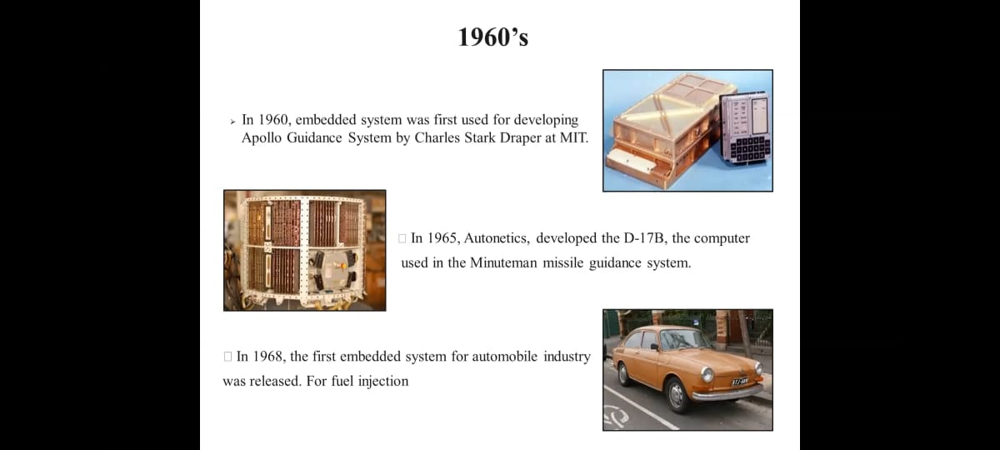 1960’s
➢ In 1960, embedded system was first used for developing
Apollo Guidance System by Charles Stark Draper at MIT.
□ In 1965, Autonetics, developed the D-17B, the computer
used in the Minuteman missile guidance system.
□ In 1968, the first embedded system for automobile industry
was released. For fuel injection